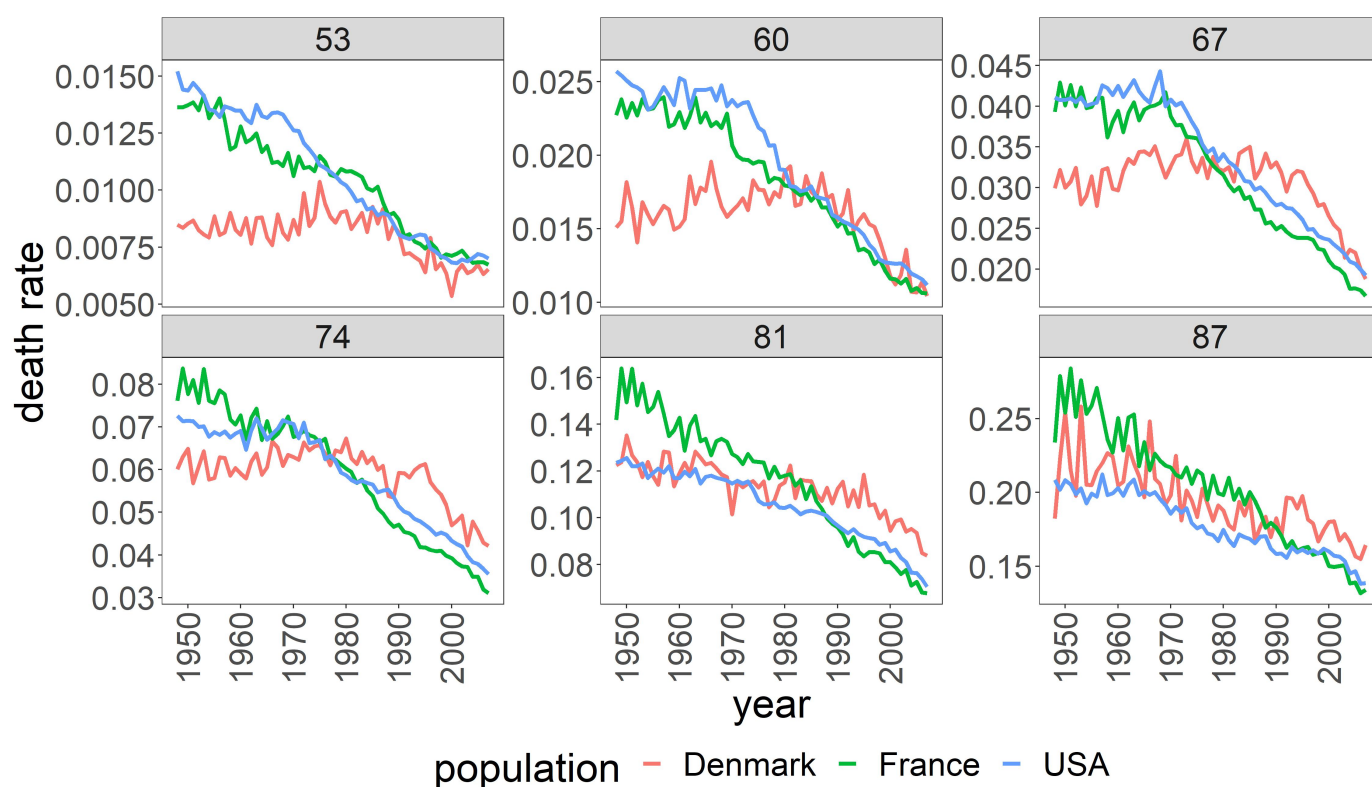 53 60 67
0.0150 0.025 0.045
0.0125 0.040
0.020 0.035
0.0100 0.030
0.0075 0.015 0.025
0.0050 0.010 0.020
death rate
74 81 87
0.08 0.16 0.25
0.07 0.14
0.06 0.12 0.20
0.05 0.10
0.04 0.08 0.15
0.03
1950 1960 1970 1980 1990 2000 1950 1960 1970 1980 1990 2000 1950 1960 1970 1980 1990 2000
year
population Denmark France USA